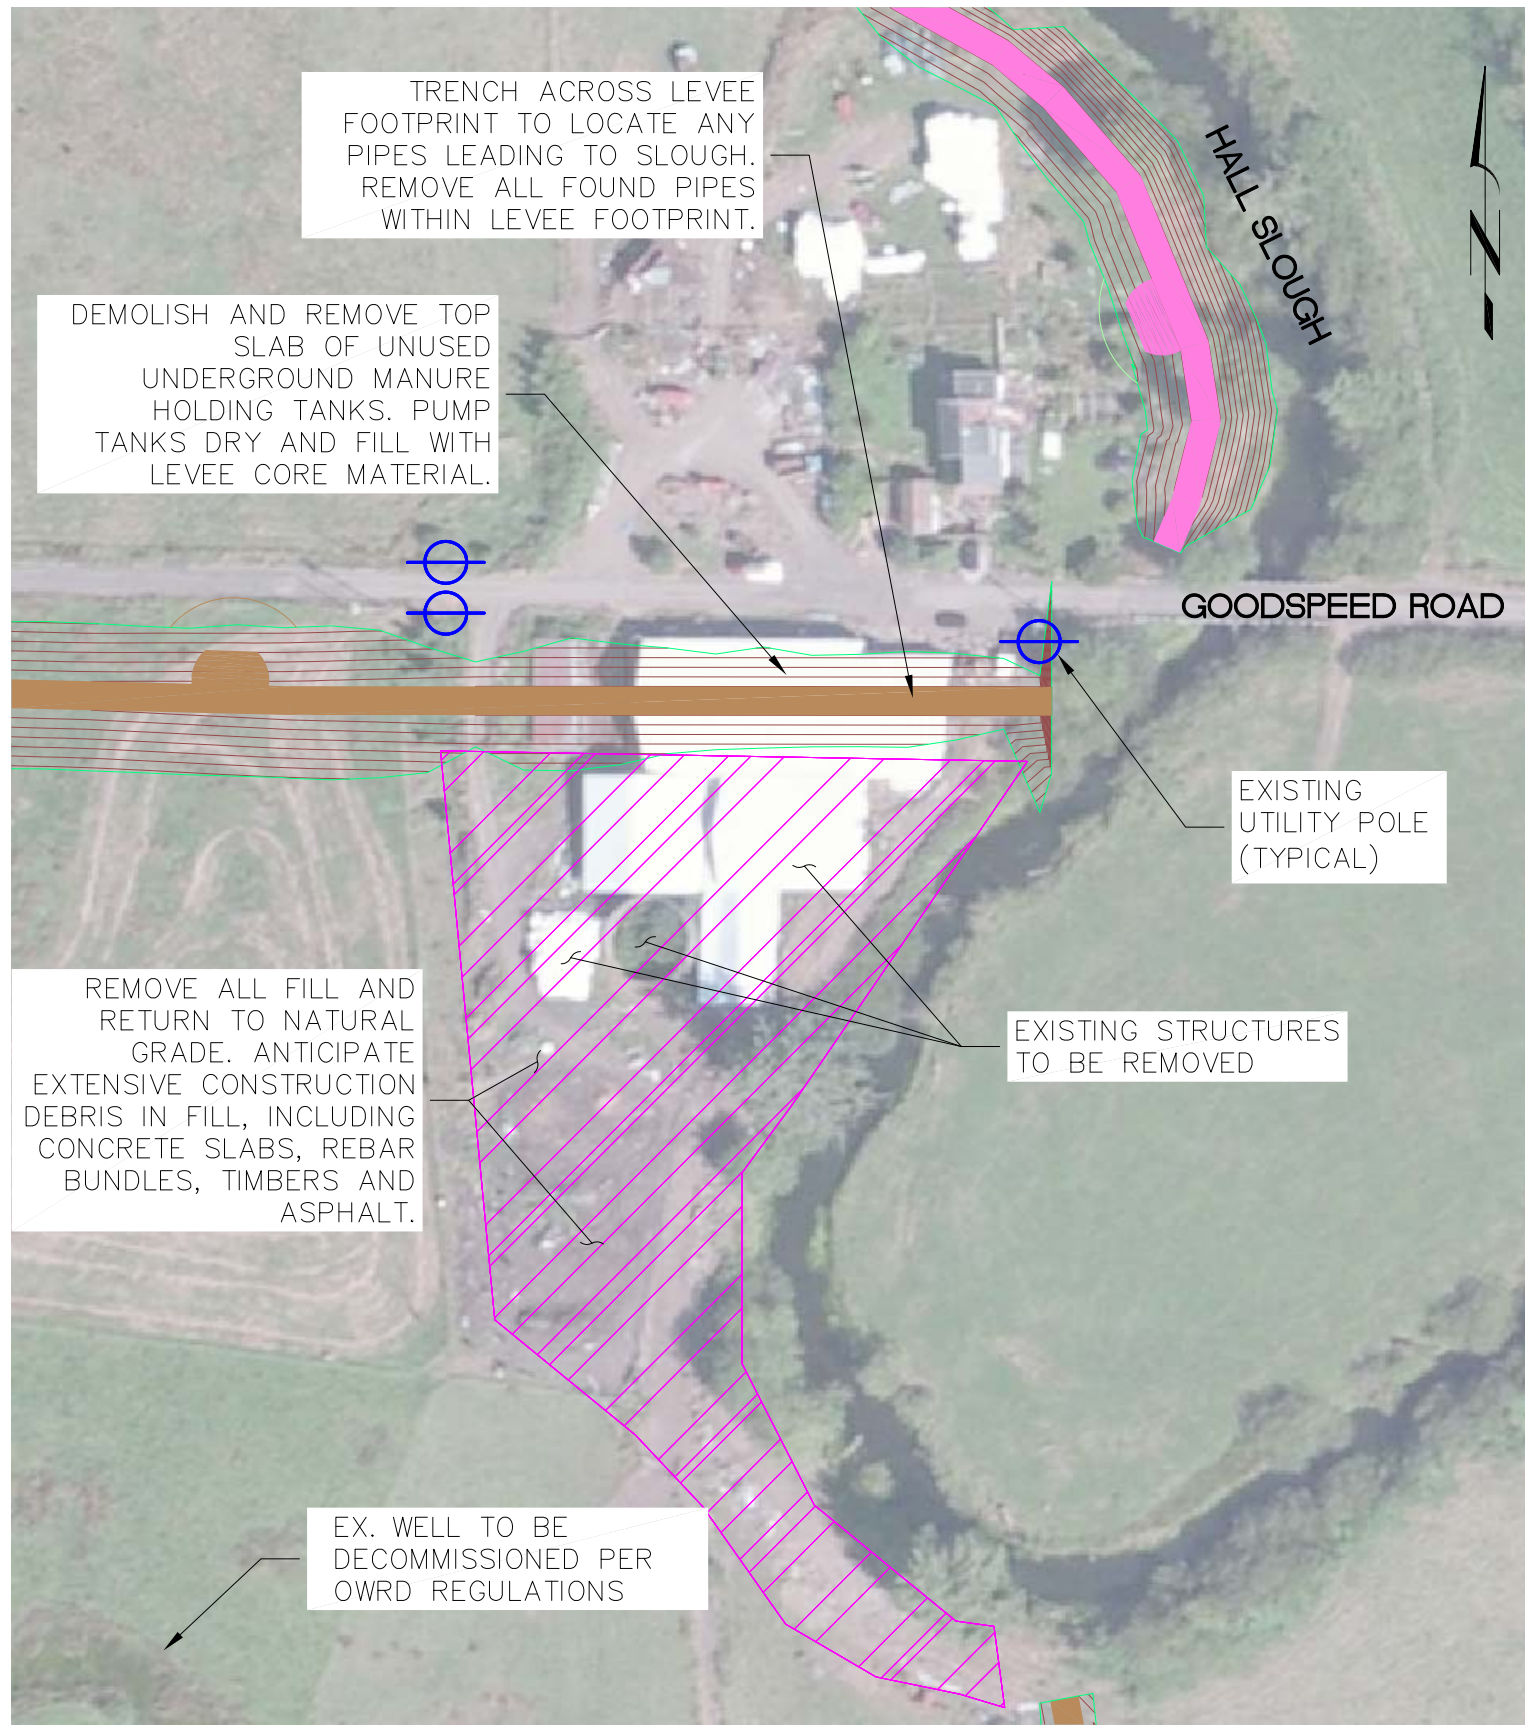 TRENCH ACROSS LEVEE
FOOTPRINT TO LOCATE ANY
PIPES LEADING TO SLOUGH.
REMOVE ALL FOUND PIPES
WITHIN LEVEE FOOTPRINT.
HALL SLOUGH
N
DEMOLISH AND REMOVE TOP
SLAB OF UNUSED
UNDERGROUND MANURE
HOLDING TANKS. PUMP
TANKS DRY AND FILL WITH
LEVEE CORE MATERIAL.
GOODSPEED ROAD
EXISTING
UTILITY POLE
(TYPICAL)
REMOVE ALL FILL AND
RETURN TO NATURAL
GRADE. ANTICIPATE
EXTENSIVE CONSTRUCTION
DEBRIS IN FILL, INCLUDING
CONCRETE SLABS, REBAR
BUNDLES, TIMBERS AND
ASPHALT.
EXISTING STRUCTURES
TO BE REMOVED
EX. WELL TO BE
DECOMMISSIONED PER
OWRD REGULATIONS